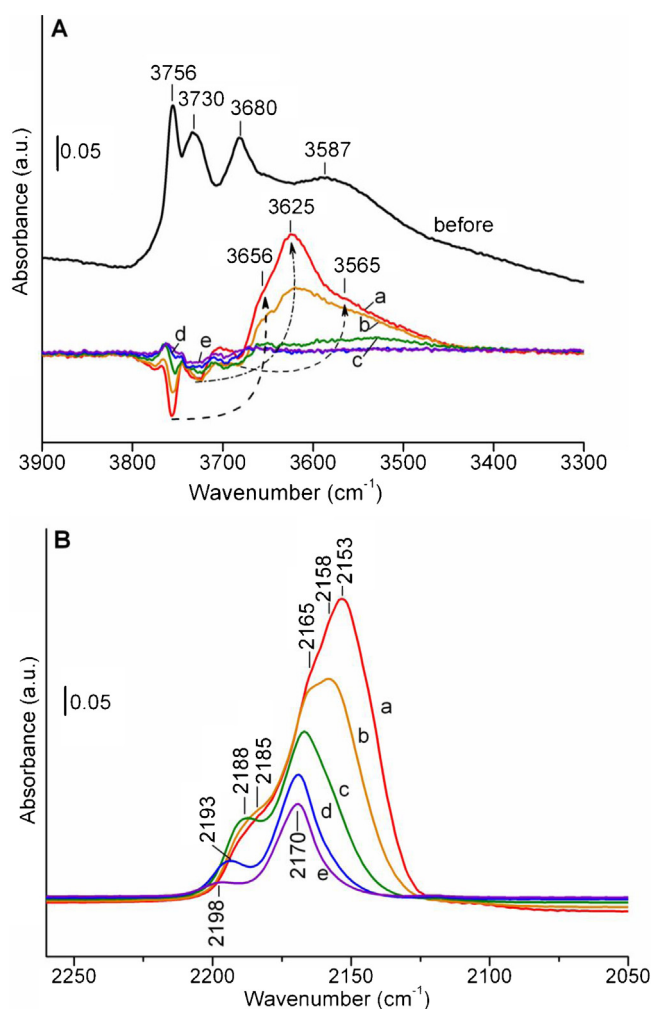 A
3756
3730
3680
3587
0.05
before
3625
3656
3565
a
b
c
d
e
Absorbance (a.u.)
3900 3800 3700 3600 3500 3400 3300
Wavenumber (cm-1)
B
2153
2158
2165
0.05
a
b
2185
2188
2193
c
d
2170
e
2198
Absorbance (a.u.)
2250 2200 2150 2100 2050
Wavenumber (cm-1)